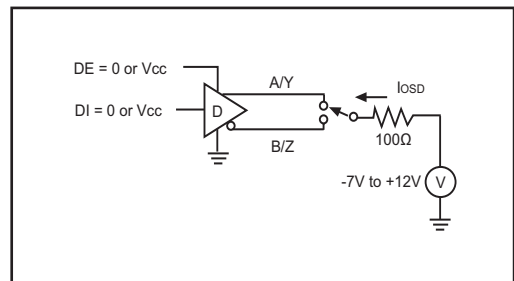 DE = 0 or Vcc
A/Y
IOSD
DI = 0 or Vcc
D
100Ω
B/Z
-7V to +12V
V